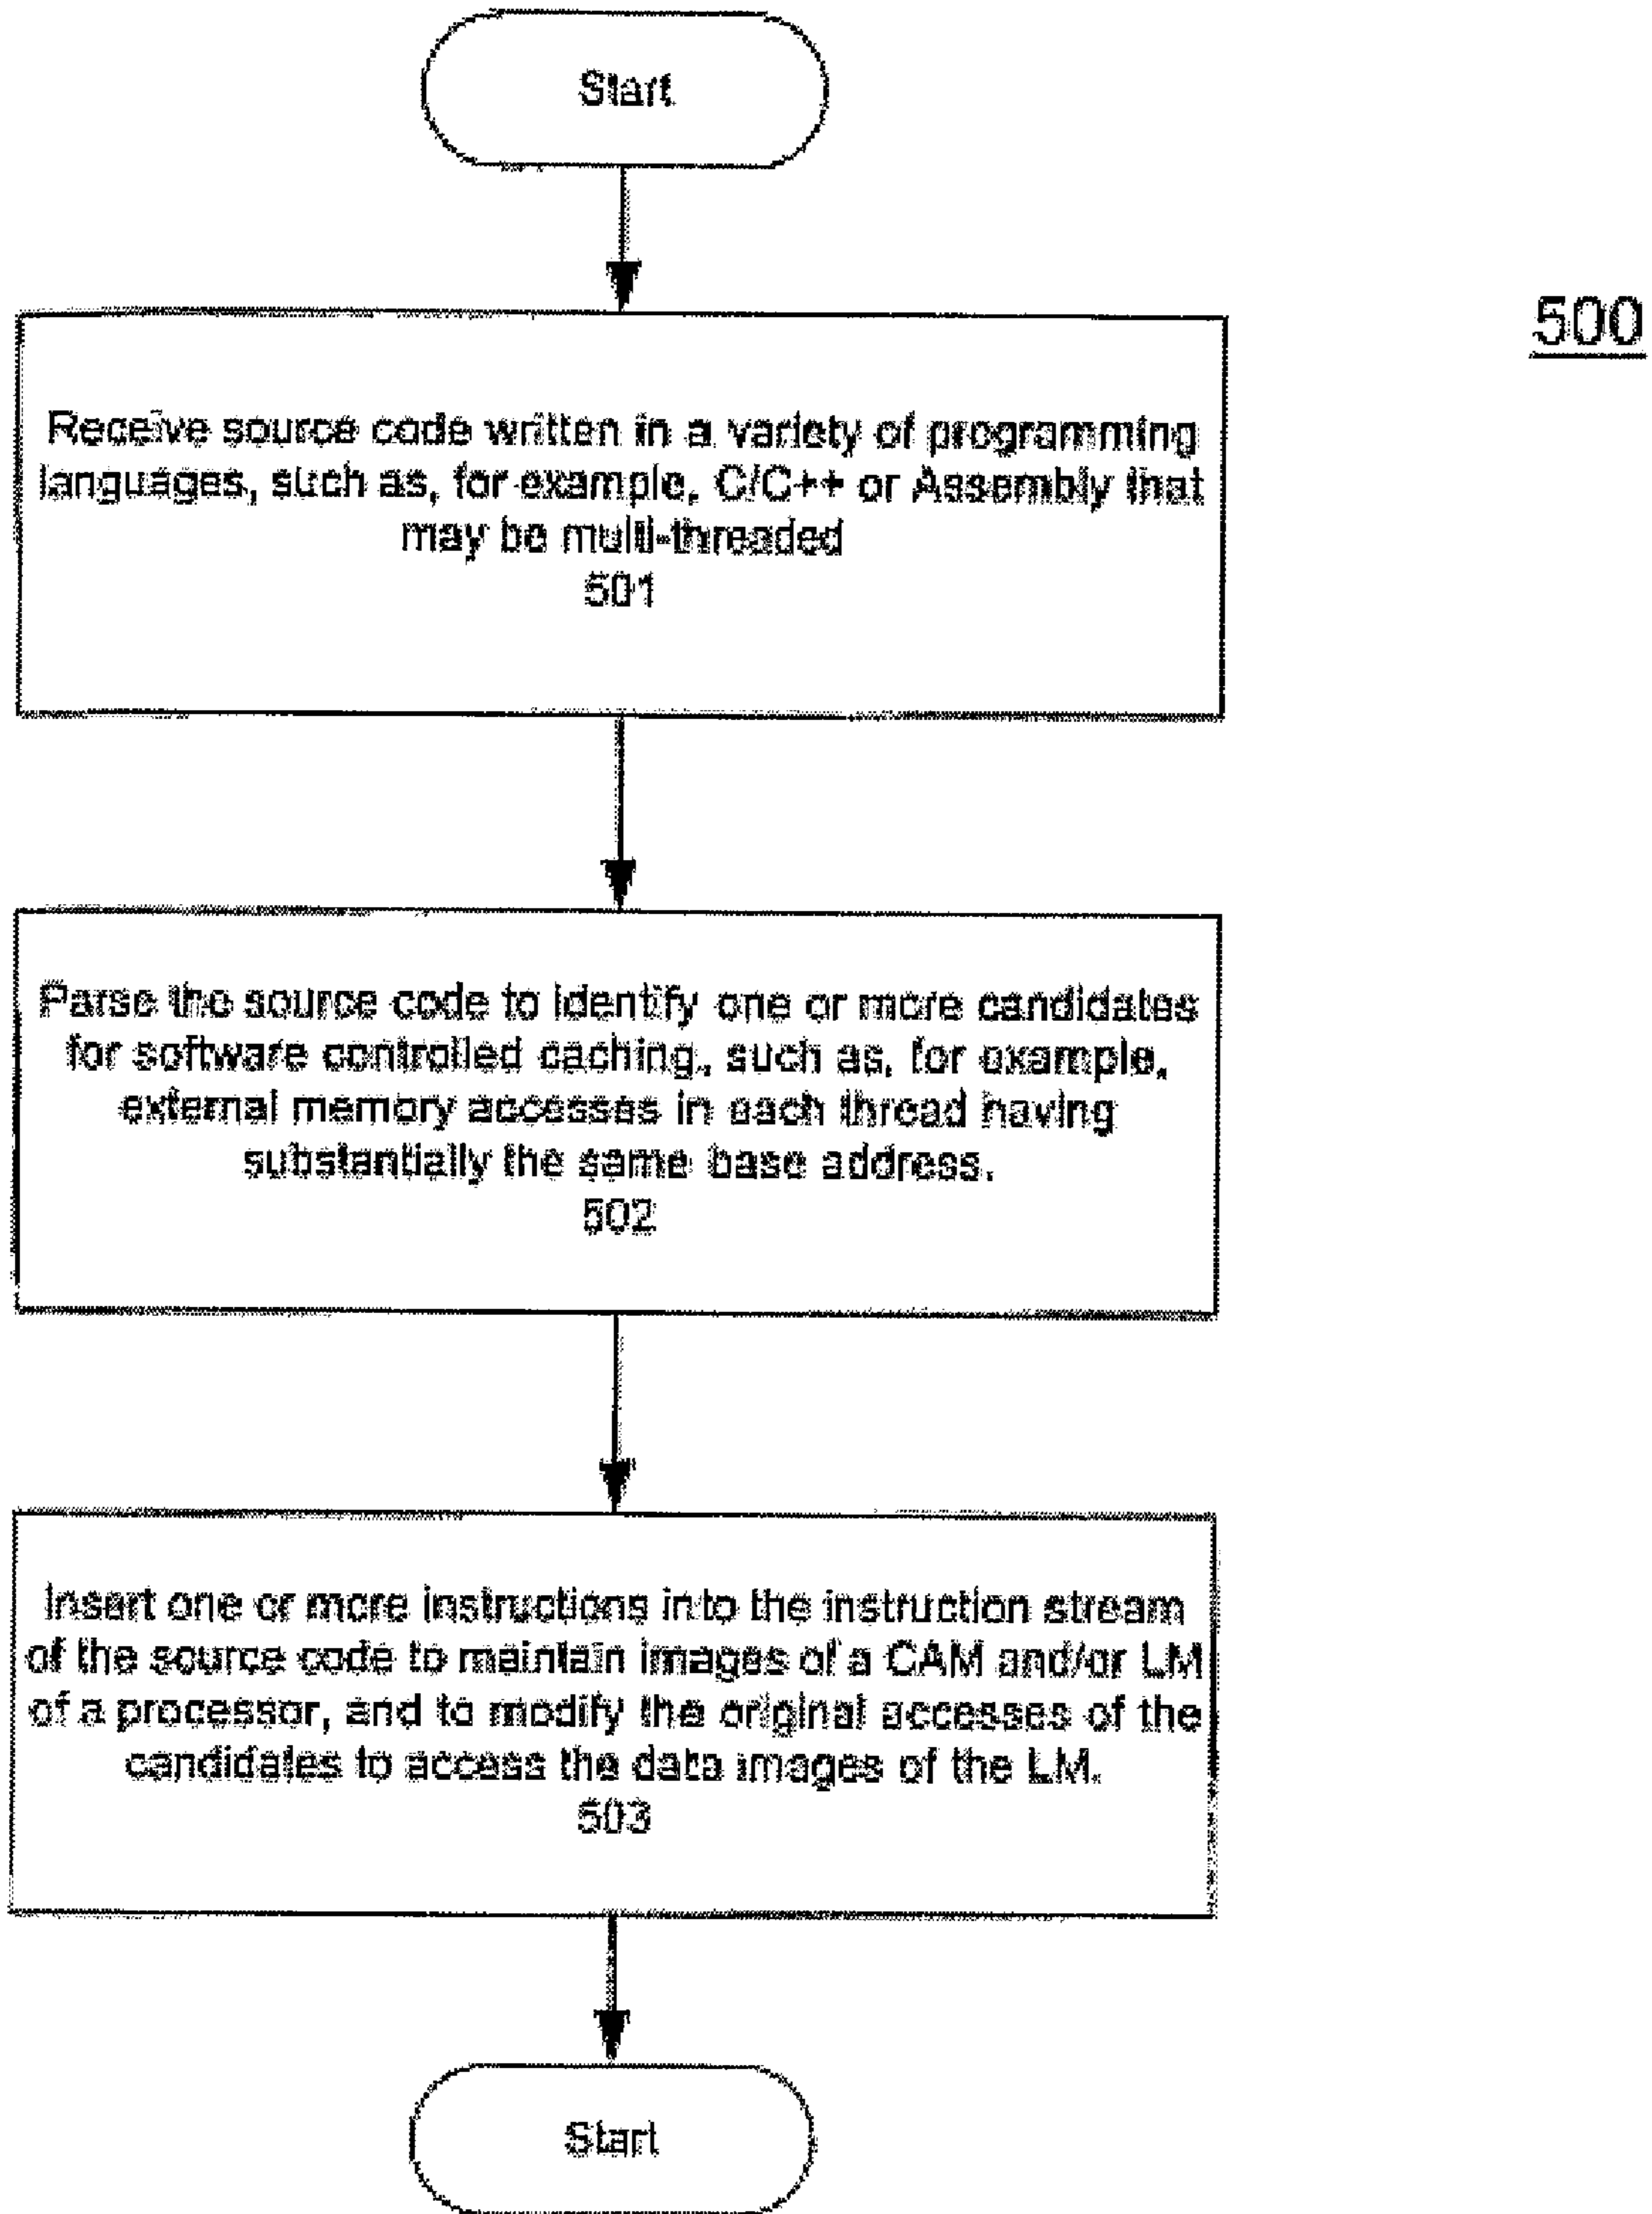 Start
500
Receive source code written in a variety of programming
languages, such as, for example, C/C++ or Assembly that
may be multi-threaded
501
Parse the source code to identify one or more candidates
for software controlled caching, such as, for example,
external memory accesses in each thread having
substantially the same base address.
502
Insert one or more instructions into the instruction stream
of the source code to maintain images of a CAM and/or LM
of a processor, and to modify the original accesses of the
candidates to access the data images of the LM.
503
Start